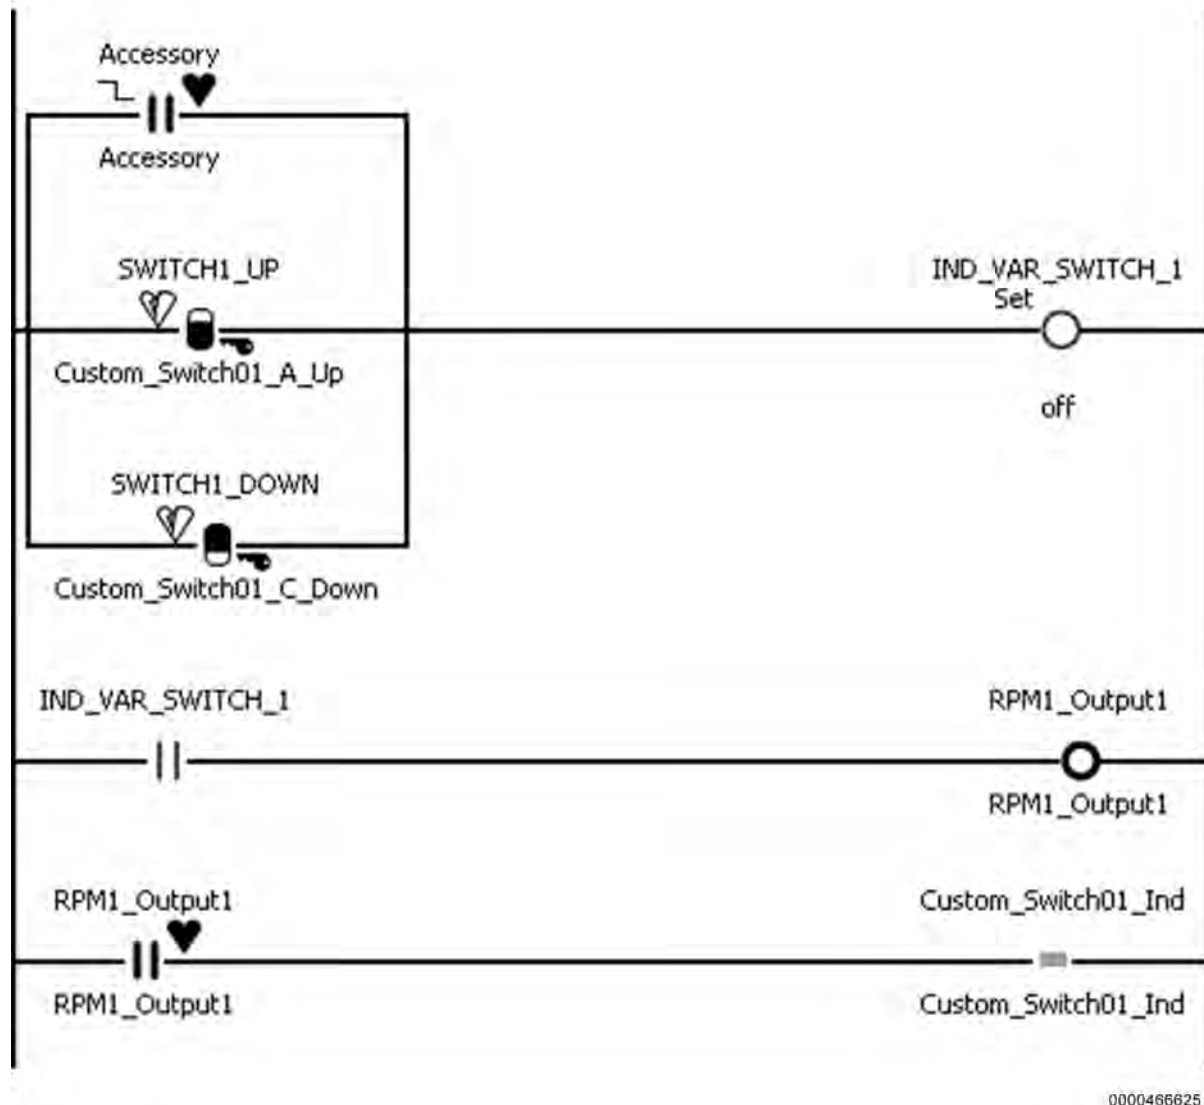 Accessory
Accessory
SWITCH1_UP
Custom_Switch01_A_Up
IND_VAR_SWITCH_1
Set
off
SWITCH1_DOWN
Custom_Switch01_C_Down
IND_VAR_SWITCH_1
RPM1_Output1
RPM1_Output1
RPM1_Output1
Custom_Switch01_Ind
RPM1_Output1
Custom_Switch01_Ind
0000466625